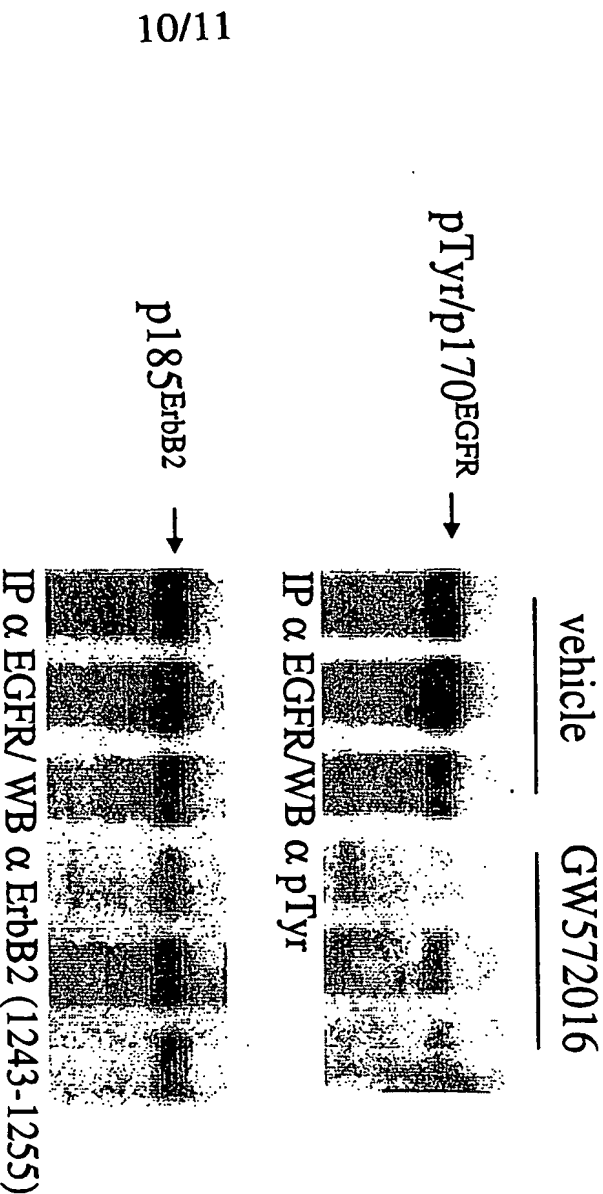 10/11
vehicle
GW572016
pTyr/p170EGFR
IP α EGFR/WB α pTyr
p185ErbB2
IP α EGFR/ WB α ErbB2 (1243-1255)